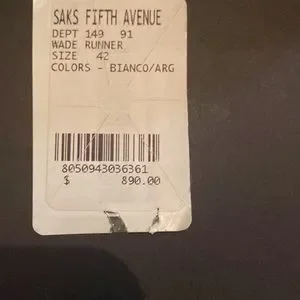 SAKS FIFTH AVENUE
DEPT 149 91
WADE RUNNER
SIZE 42
COLORS - BIANCO/ARG
8050943036361
$ 890.00